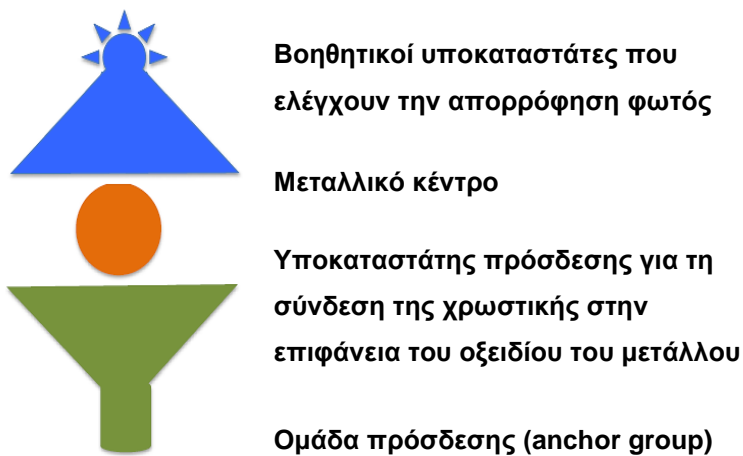 Βοηθητικοί υποκαταστάτες που
ελέγχουν την απορρόφηση φωτός
Μεταλλικό κέντρο
Υποκαταστάτης πρόσδεσης για τη
σύνδεση της χρωστικής στην
επιφάνεια του οξειδίου του μετάλλου
Ομάδα πρόσδεσης (anchor group)